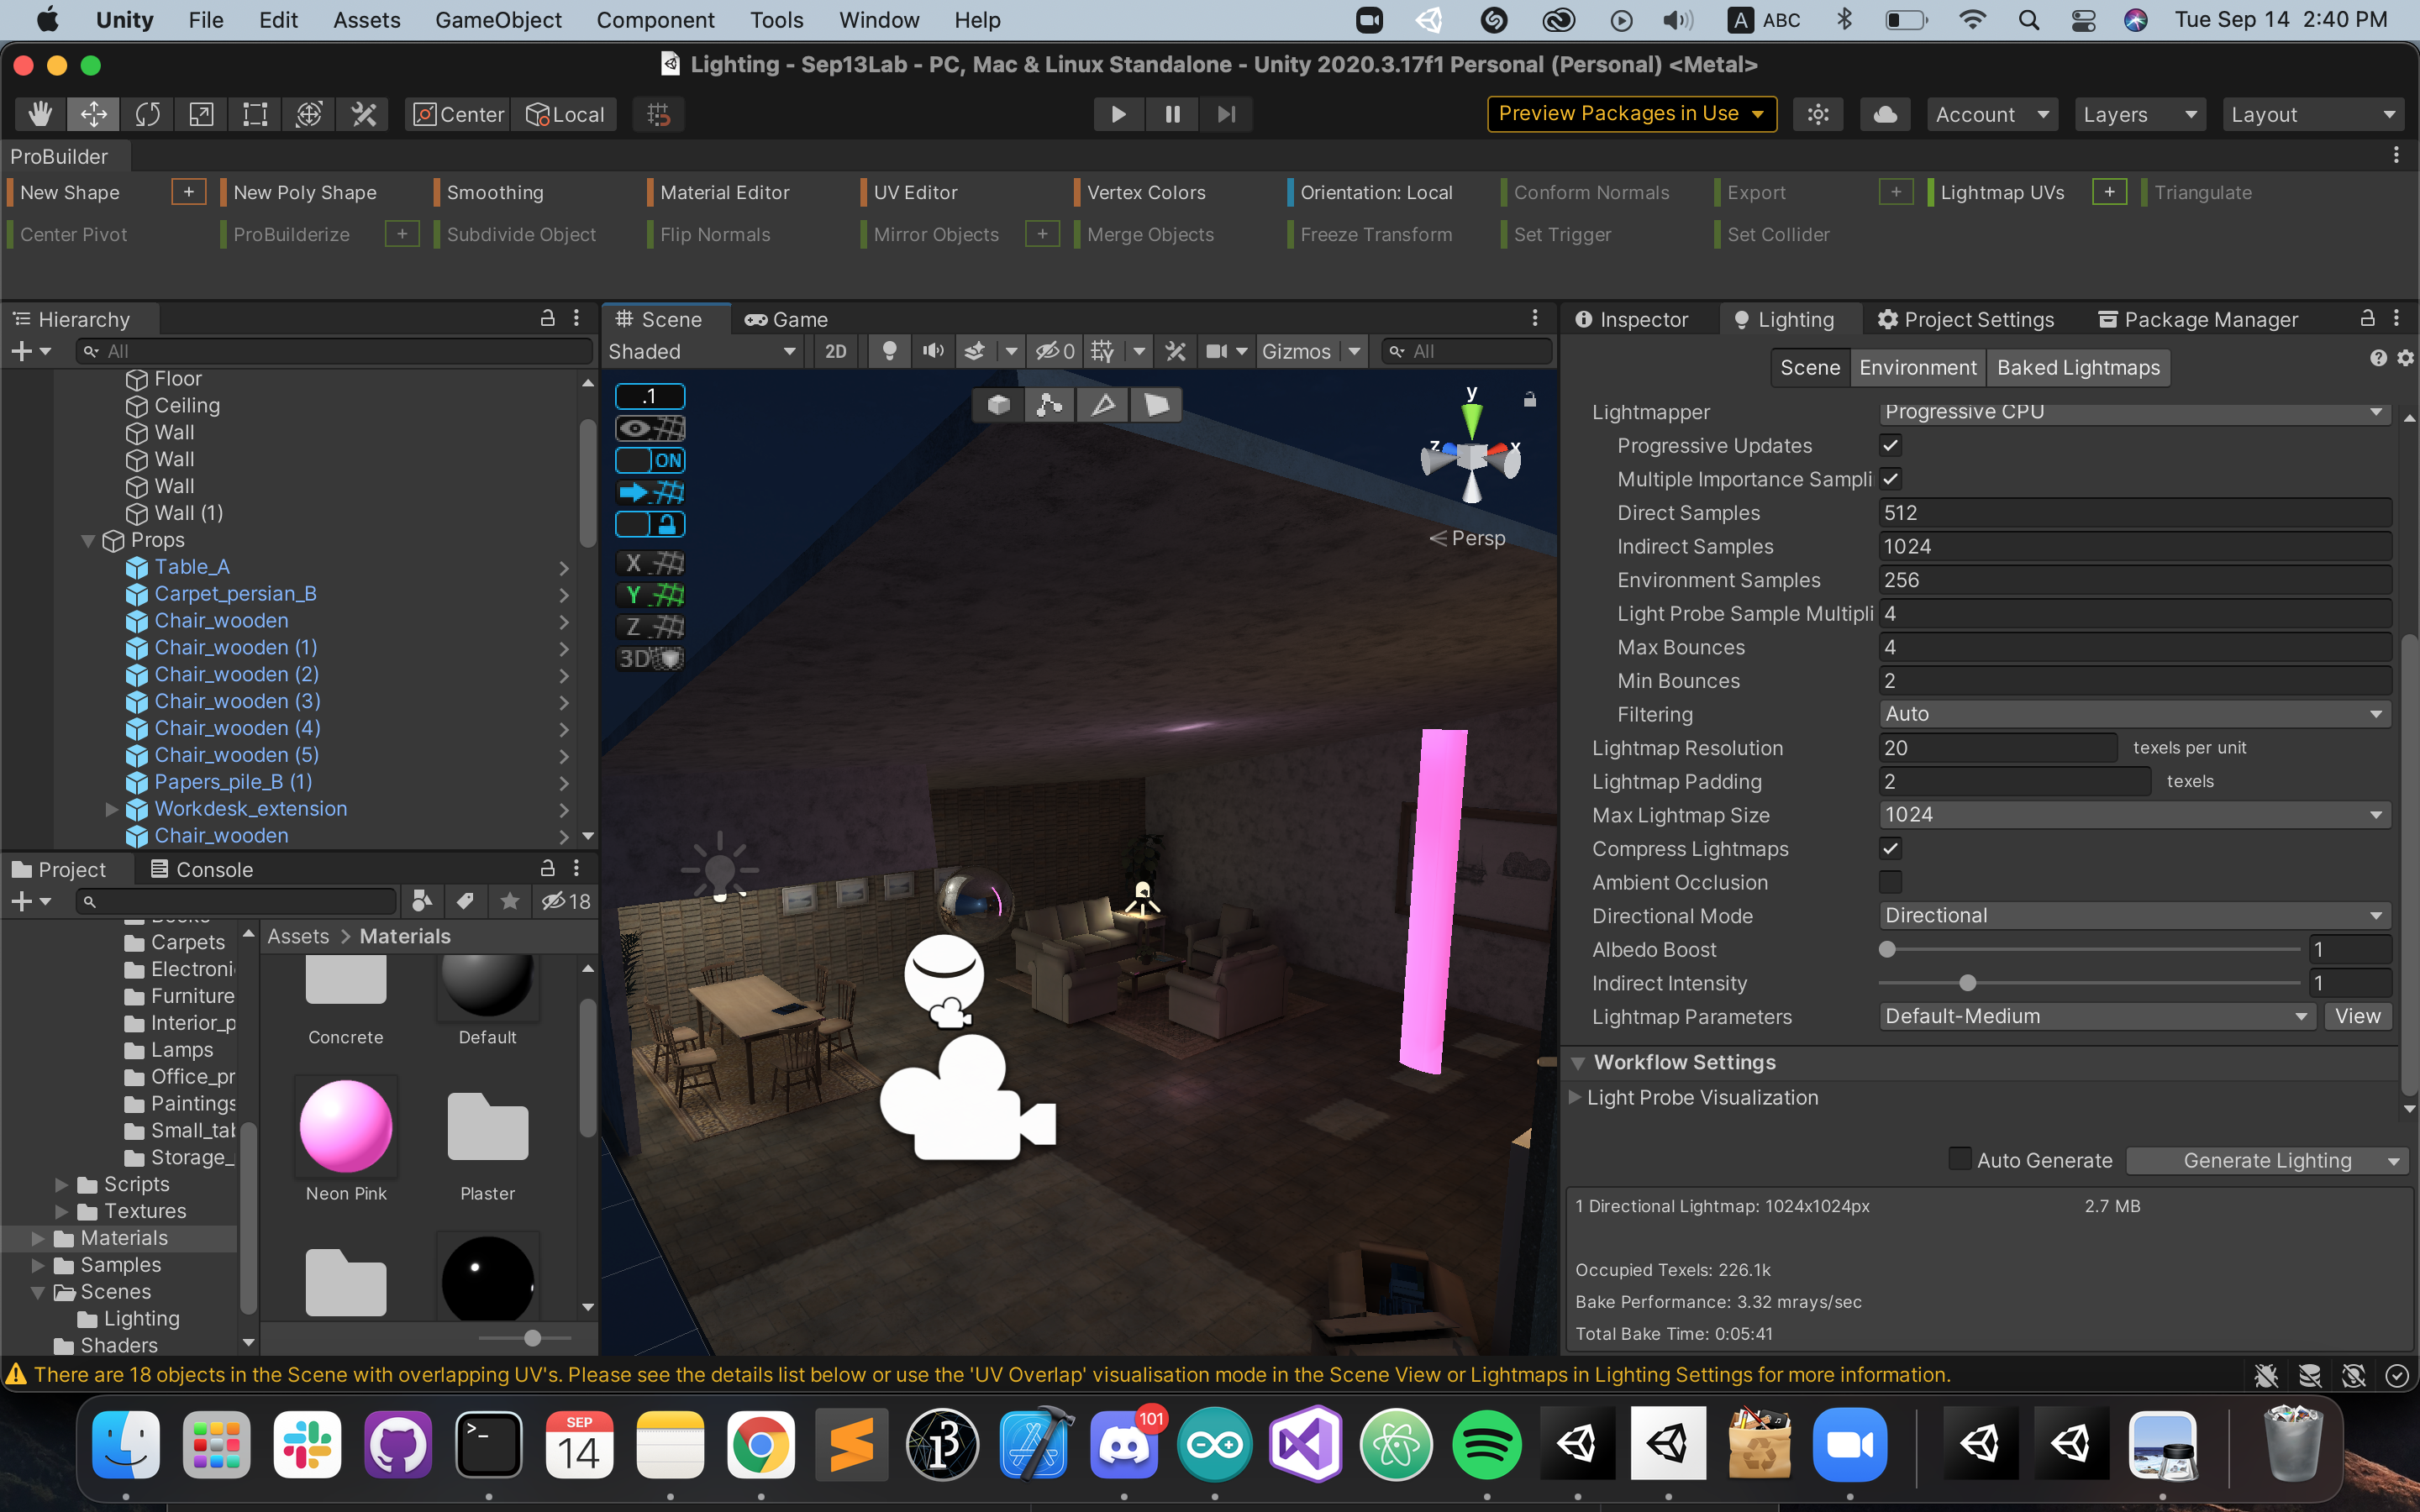 Unity File Edit Assets GameObject Component Tools Window Help A ABC Tue Sep 14 2:40 PM
Lighting - Sep13Lab - PC, Mac & Linux Standalone - Unity 2020.3.17f1 Personal (Personal) <Metal>
Center Local Preview Packages in Use Account Layers Layout
ProBuilder
New Shape + New Poly Shape Smoothing Material Editor UV Editor Vertex Colors Orientation: Local Conform Normals Export + Lightmap UVs + Triangulate
Center Pivot ProBuilderize + Subdivide Object Flip Normals Mirror Objects + Merge Objects Freeze Transform Set Trigger Set Collider
Hierarchy
All
Floor
Ceiling
Wall
Wall
Wall
Wall (1)
Props
Table_A
Carpet_persian_B
Chair_wooden
Chair_wooden (1)
Chair_wooden (2)
Chair_wooden (3)
Chair_wooden (4)
Chair_wooden (5)
Papers_pile_B (1)
Workdesk_extension
Chair_wooden
Project Console
18
Books
Carpets
Electroni
Furniture
Interior_p
Lamps
Office_pr
Paintings
Small_tab
Storage_
Scripts
Textures
Materials
Samples
Scenes
Lighting
Shaders
Assets > Materials
Concrete Default
Neon Pink Plaster
Scene Game
Shaded 2D 0 Gizmos All
.1
ON
X
Y
Z
3D
y
z x
Persp
Inspector Lighting Project Settings Package Manager
Scene Environment Baked Lightmaps
Lightmapper Progressive CPU
Progressive Updates
Multiple Importance Sampli
Direct Samples 512
Indirect Samples 1024
Environment Samples 256
Light Probe Sample Multipli 4
Max Bounces 4
Min Bounces 2
Filtering Auto
Lightmap Resolution 20 texels per unit
Lightmap Padding 2 texels
Max Lightmap Size 1024
Compress Lightmaps
Ambient Occlusion
Directional Mode Directional
Albedo Boost 1
Indirect Intensity 1
Lightmap Parameters Default-Medium View
Workflow Settings
Light Probe Visualization
Auto Generate Generate Lighting
1 Directional Lightmap: 1024x1024px 2.7 MB
Occupied Texels: 226.1k
Bake Performance: 3.32 mrays/sec
Total Bake Time: 0:05:41
There are 18 objects in the Scene with overlapping UV's. Please see the details list below or use the 'UV Overlap' visualisation mode in the Scene View or Lightmaps in Lighting Settings for more information.
SEP
14
101